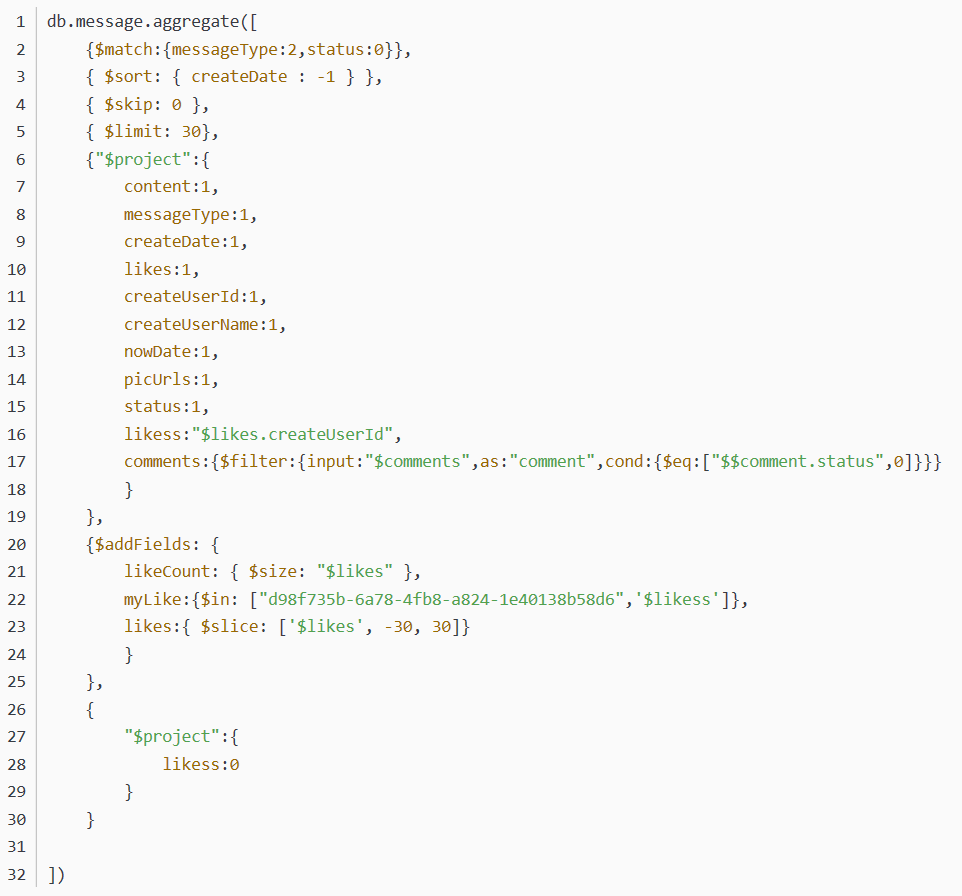 1 db.message.aggregate([
2     {$match:{messageType:2,status:0}},
3     { $sort: { createDate : -1 } },
4     { $skip: 0 },
5     { $limit: 30},
6     {"$project":{
7         content:1,
8         messageType:1,
9         createDate:1,
10         likes:1,
11         createUserId:1,
12         createUserName:1,
13         nowDate:1,
14         picUrls:1,
15         status:1,
16         likess:"$likes.createUserId",
17         comments:{$filter:{input:"$comments",as:"comment",cond:{$eq:["$$comment.status",0]}}}
18         }
19     },
20     {$addFields: {
21         likeCount: { $size: "$likes" },
22         myLike:{$in: ["d98f735b-6a78-4fb8-a824-1e40138b58d6",'$likess']},
23         likes:{ $slice: ['$likes', -30, 30]}
24         }
25     },
26     {
27         "$project":{
28             likess:0
29         }
30     }
31
32 ])